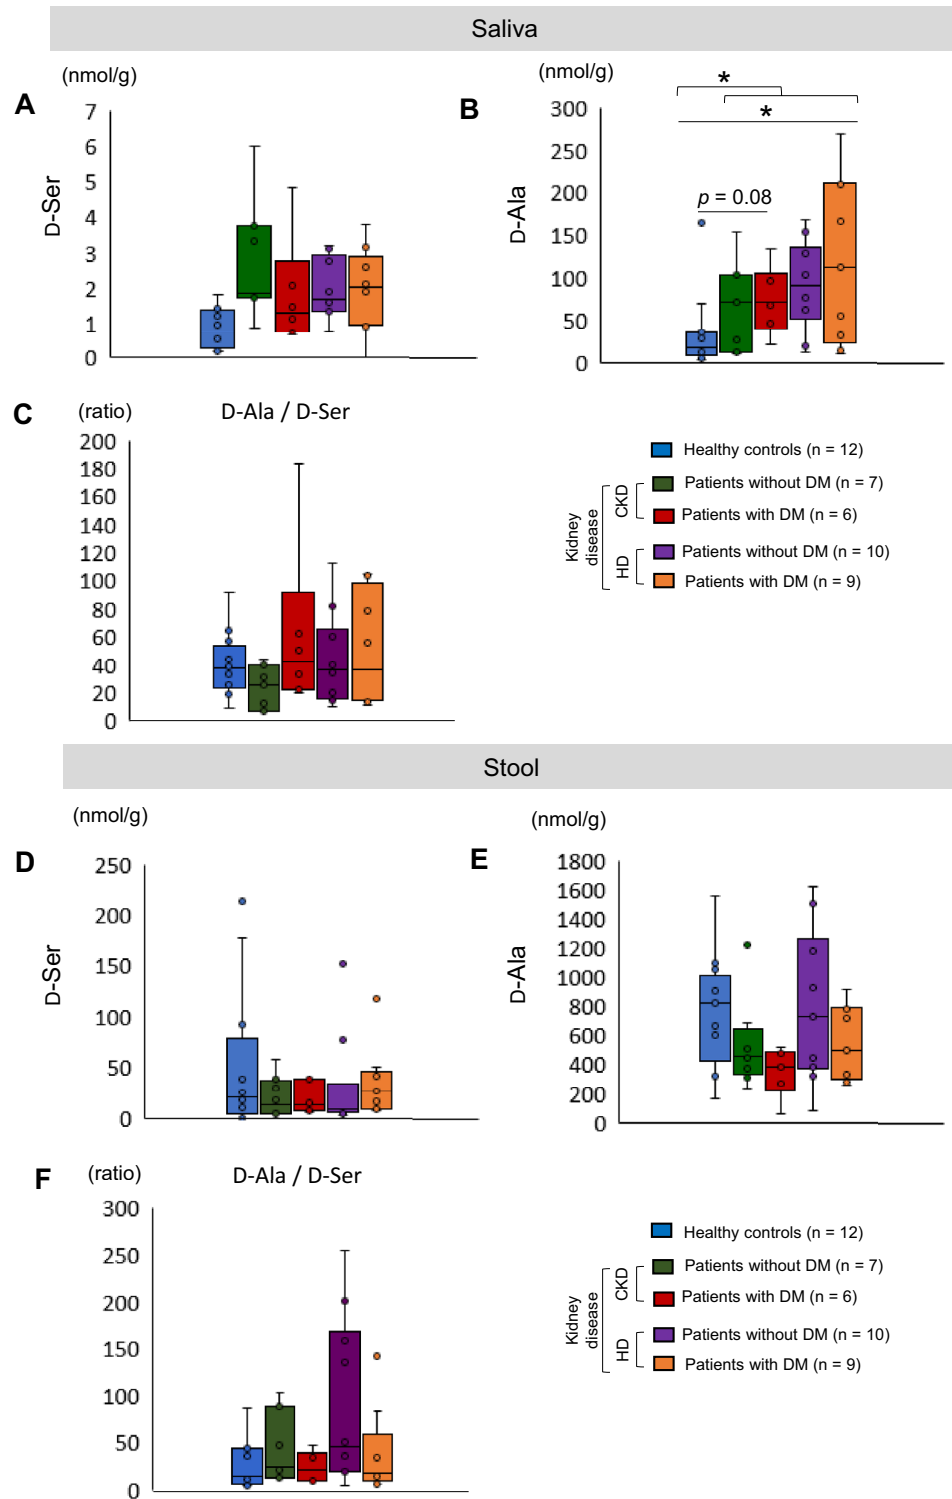 Saliva
(nmol/g)
A
D-Ser
7
6
5
4
3
2
1
0
(nmol/g)
B
D-Ala
*
*
p = 0.08
300
250
200
150
100
50
0
C
(ratio)
D-Ala / D-Ser
200
180
160
140
120
100
80
60
40
20
0
Healthy controls (n = 12)
Kidney disease
CKD
Patients without DM (n = 7)
Patients with DM (n = 6)
HD
Patients without DM (n = 10)
Patients with DM (n = 9)
Stool
(nmol/g)
D
D-Ser
250
200
150
100
50
0
(nmol/g)
E
D-Ala
1800
1600
1400
1200
1000
800
600
400
200
0
F
(ratio)
D-Ala / D-Ser
300
250
200
150
100
50
0
Healthy controls (n = 12)
Kidney disease
CKD
Patients without DM (n = 7)
Patients with DM (n = 6)
HD
Patients without DM (n = 10)
Patients with DM (n = 9)